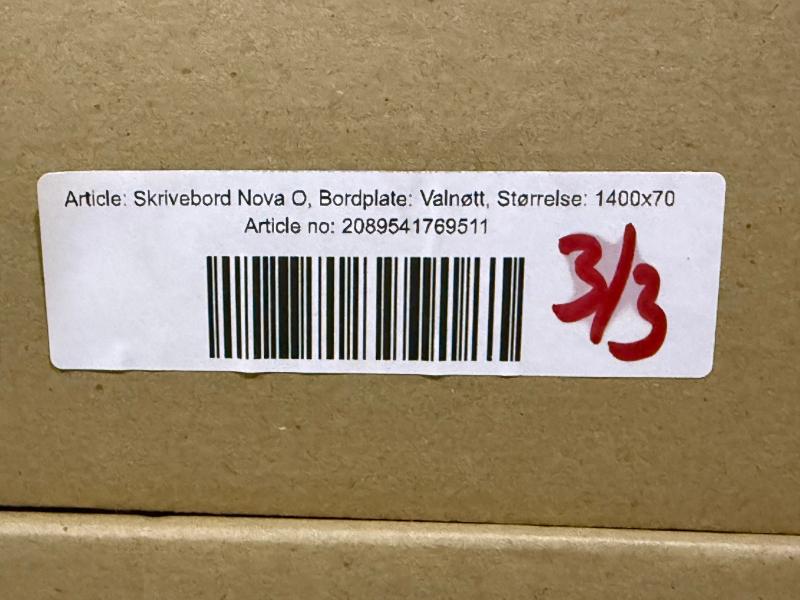 Article: Skrivebord Nova O, Bordplate: Valnøtt, Størrelse: 1400x70
Article no: 2089541769511
3/3